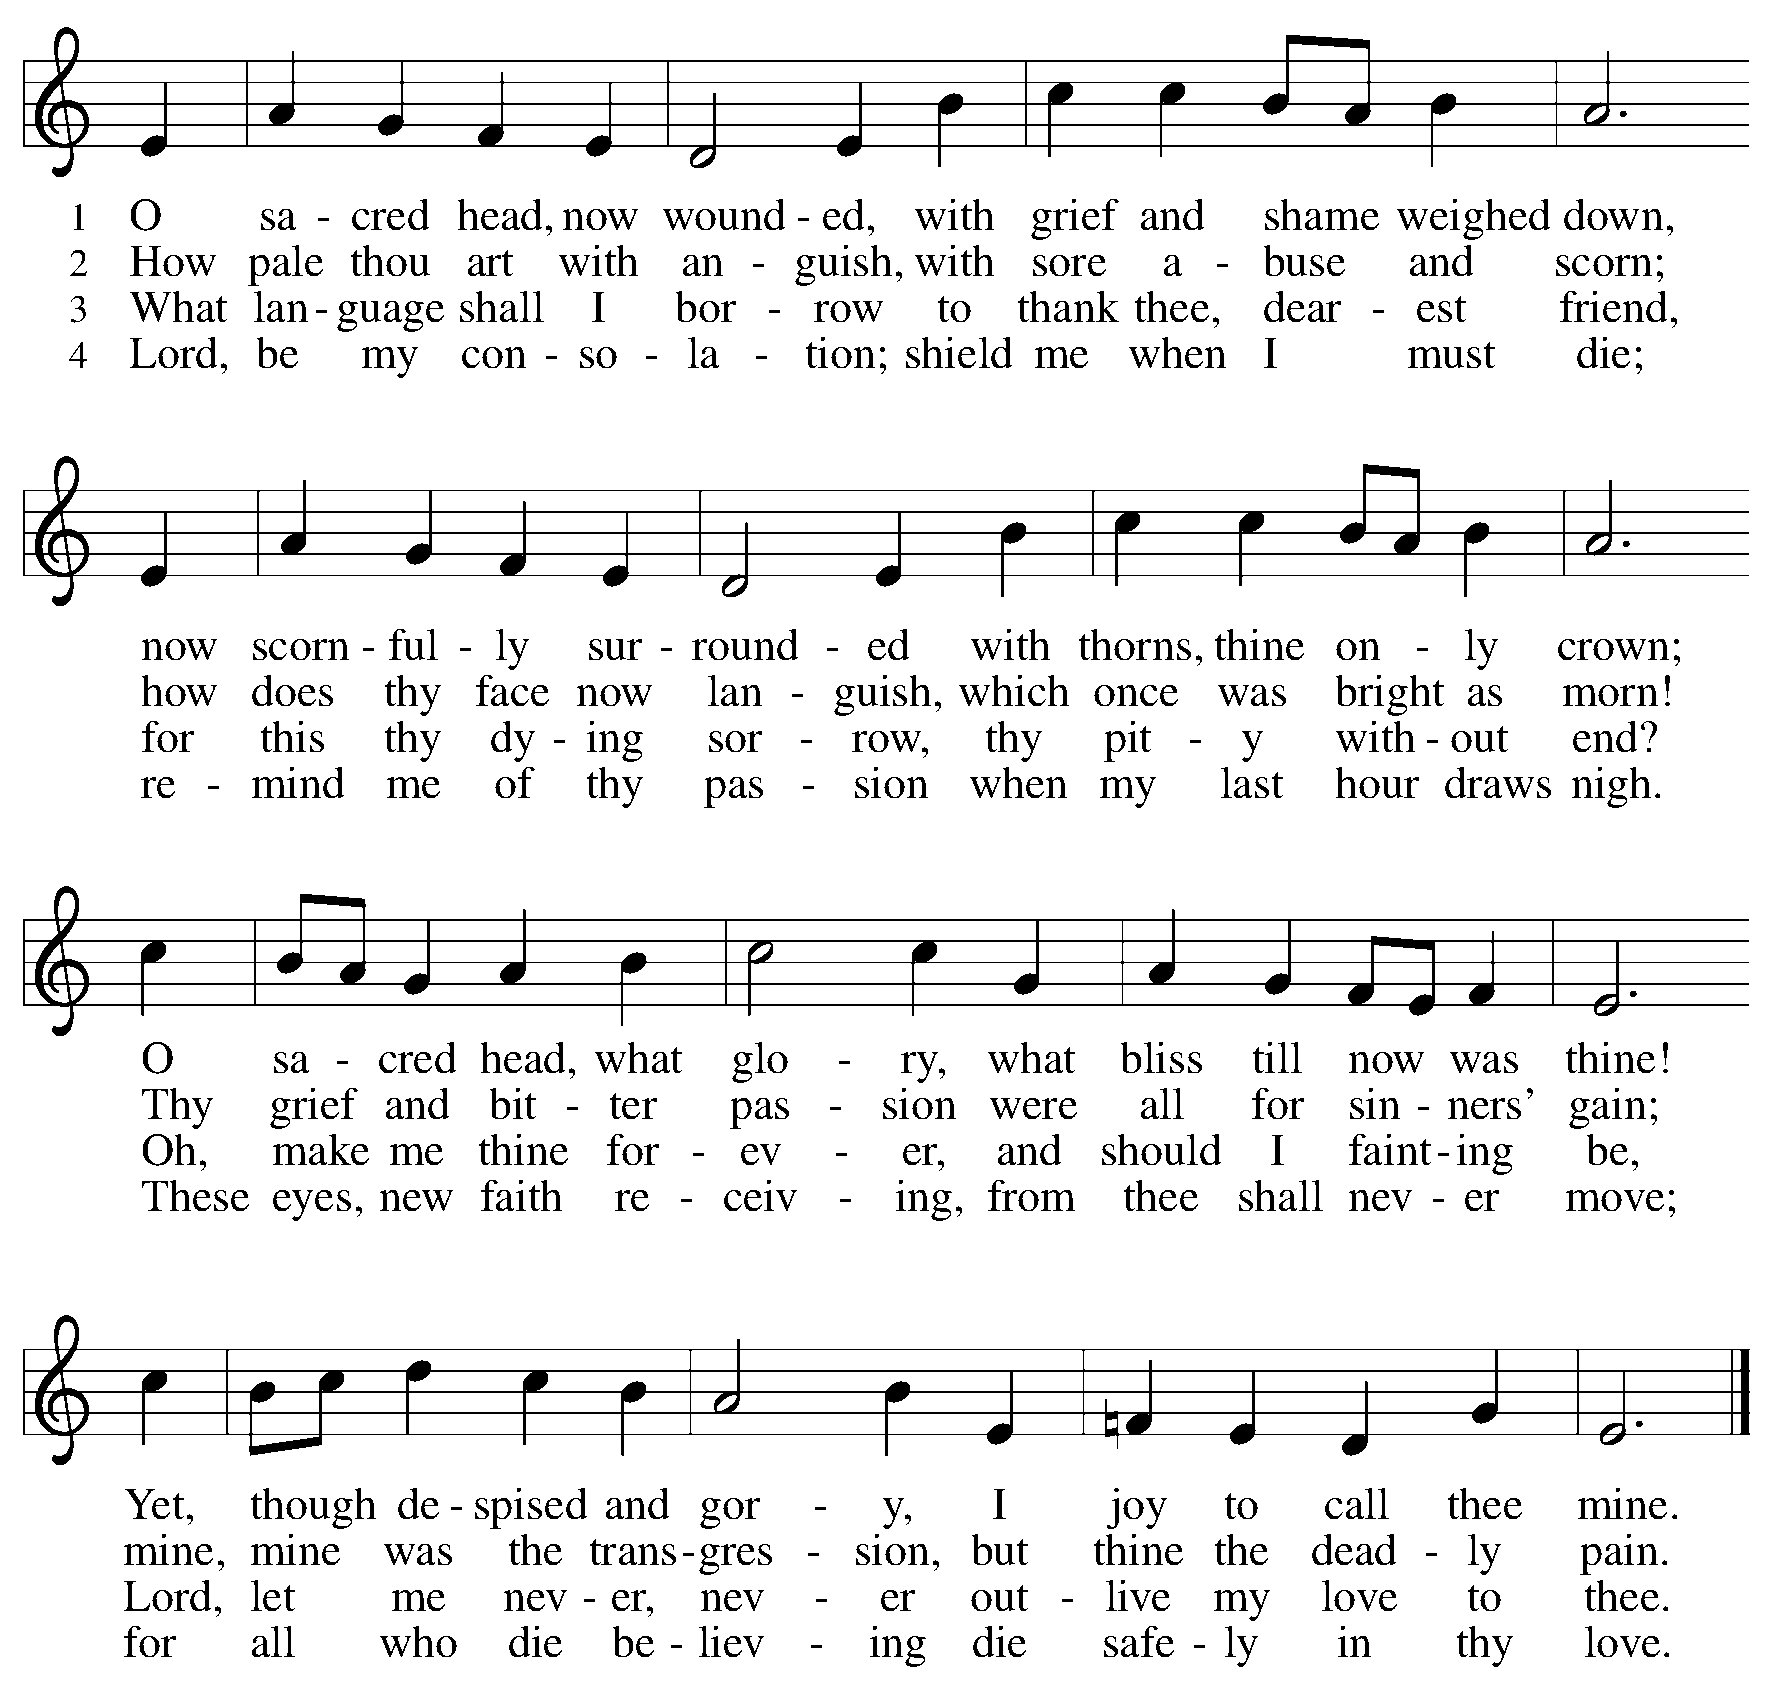 1 O sa - cred head, now wound - ed, with grief and shame weighed down,
2 How pale thou art with an - guish, with sore a - buse and scorn;
3 What lan - guage shall I bor - row to thank thee, dear - est friend,
4 Lord, be my con - so - la - tion; shield me when I must die;
now scorn - ful - ly sur - round - ed with thorns, thine on - ly crown;
how does thy face now lan - guish, which once was bright as morn!
for this thy dy - ing sor - row, thy pit - y with - out end?
re - mind me of thy pas - sion when my last hour draws nigh.
O sa - cred head, what glo - ry, what bliss till now was thine!
Thy grief and bit - ter pas - sion were all for sin - ners’ gain;
Oh, make me thine for - ev - er, and should I faint - ing be,
These eyes, new faith re - ceiv - ing, from thee shall nev - er move;
Yet, though de - spised and gor - y, I joy to call thee mine.
mine, mine was the trans - gres - sion, but thine the dead - ly pain.
Lord, let me nev - er, nev - er out - live my love to thee.
for all who die be - liev - ing die safe - ly in thy love.